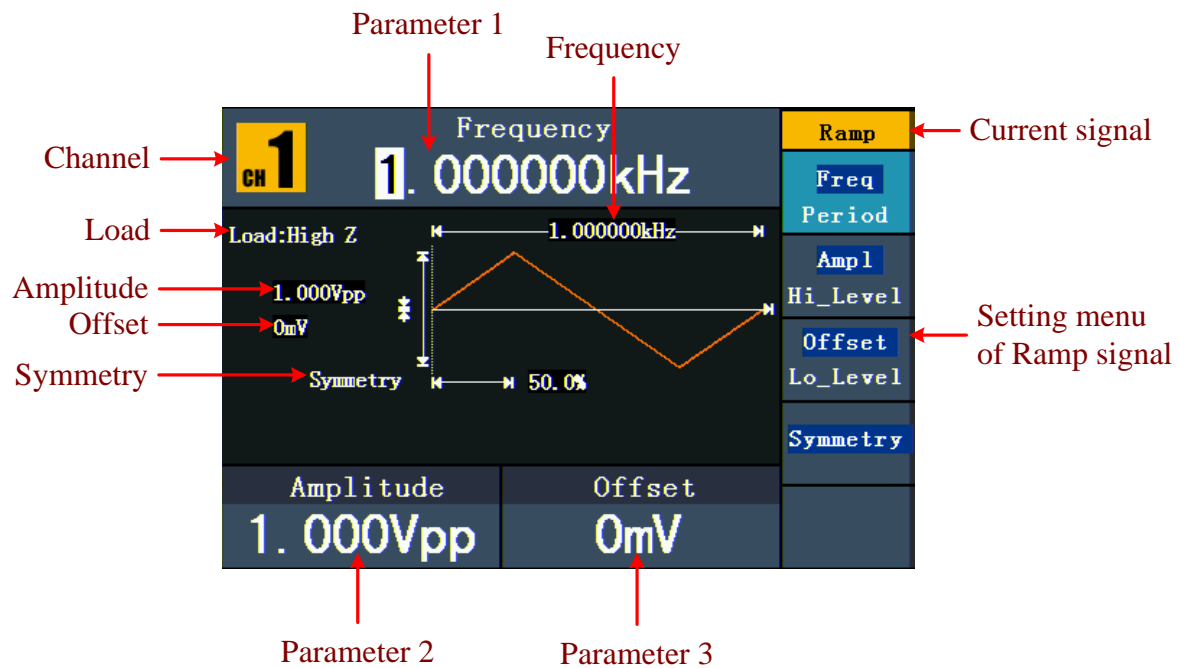 Parameter 1
Frequency
Channel
CH 1
Frequency
1.000000kHz
Ramp
Current signal
Freq
Period
Load
Load:High Z
1.000000kHz
Ampl
Hi_Level
Amplitude
1.000Vpp
Offset
0mV
Offset
Lo_Level
Setting menu
of Ramp signal
Symmetry
Symmetry
50.0%
Symmetry
Amplitude
1.000Vpp
Offset
0mV
Parameter 2
Parameter 3